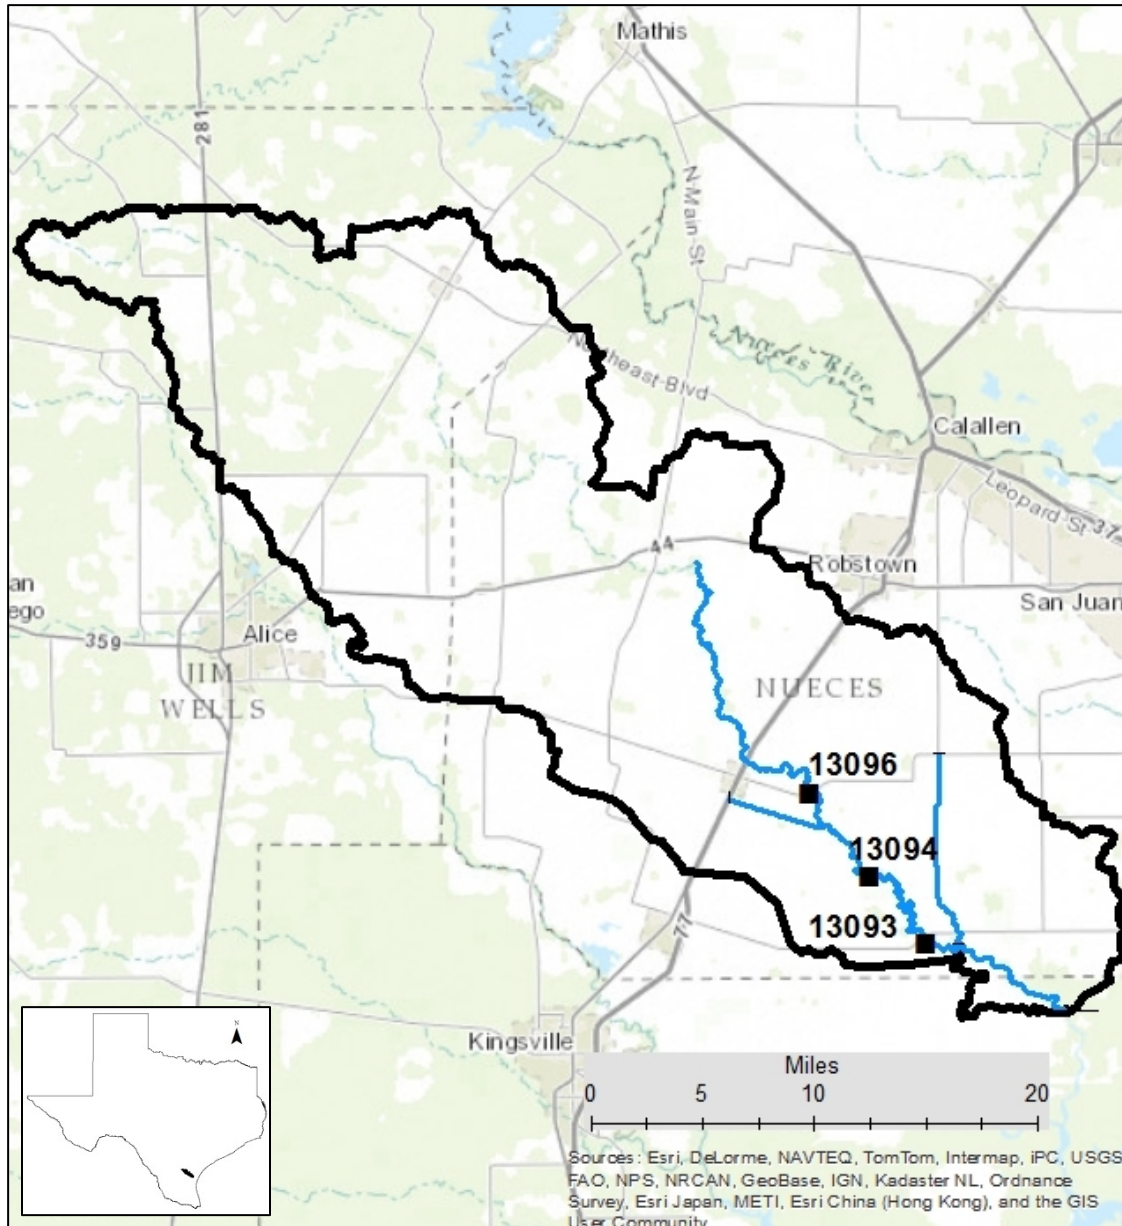 Mathis
281
N-Main-St
Nueces River
Northeast-Blvd
Calallen
Leopard-St
37
44
Robstown
an
ego
San Juan
359
Alice
JIM
WELLS
NUECES
13096
13094
13093
77
Kingsville
N
Miles
0 5 10 20
Sources: Esri, DeLorme, NAVTEQ, TomTom, Intermap, iPC, USGS
FAO, NPS, NRCAN, GeoBase, IGN, Kadaster NL, Ordnance
Survey, Esri Japan, METI, Esri China (Hong Kong), and the GIS
User Community